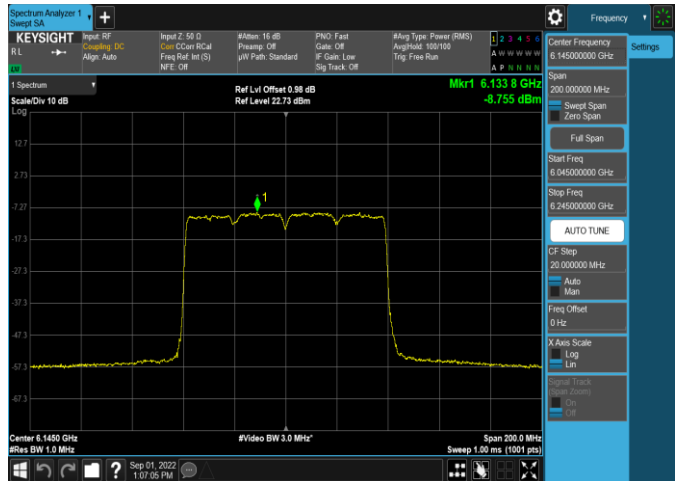 Spectrum Analyzer 1
Swept SA
Frequency
KEYSIGHT
RL
Input: RF
Coupling: DC
Align: Auto
Input Z: 50 Ω
Corr CCorr RCal
Freq Ref: Int (S)
NFE: Off
#Atten: 16 dB
Preamp: Off
µW Path: Standard
PNO: Fast
Gate: Off
IF Gain: Low
Sig Track: Off
#Avg Type: Power (RMS)
Avg|Hold: 100/100
Trig: Free Run
1 2 3 4 5 6
A W W W W W
A P N N N N
LV
1 Spectrum
Scale/Div 10 dB
Log
Ref Lvl Offset 0.98 dB
Ref Level 22.73 dBm
Mkr1 6.133 8 GHz
-8.755 dBm
12.7
2.73
-7.27
-17.3
-27.3
-37.3
-47.3
-57.3
-67.3
1
Center 6.1450 GHz
#Res BW 1.0 MHz
#Video BW 3.0 MHz*
Span 200.0 MHz
Sweep 1.00 ms (1001 pts)
?
Sep 01, 2022
1:07:05 PM
Center Frequency
6.145000000 GHz
Span
200.000000 MHz
Swept Span
Zero Span
Full Span
Start Freq
6.045000000 GHz
Stop Freq
6.245000000 GHz
AUTO TUNE
CF Step
20.000000 MHz
Auto
Man
Freq Offset
0 Hz
X Axis Scale
Log
Lin
Signal Track
(Span Zoom)
On
Off
Settings